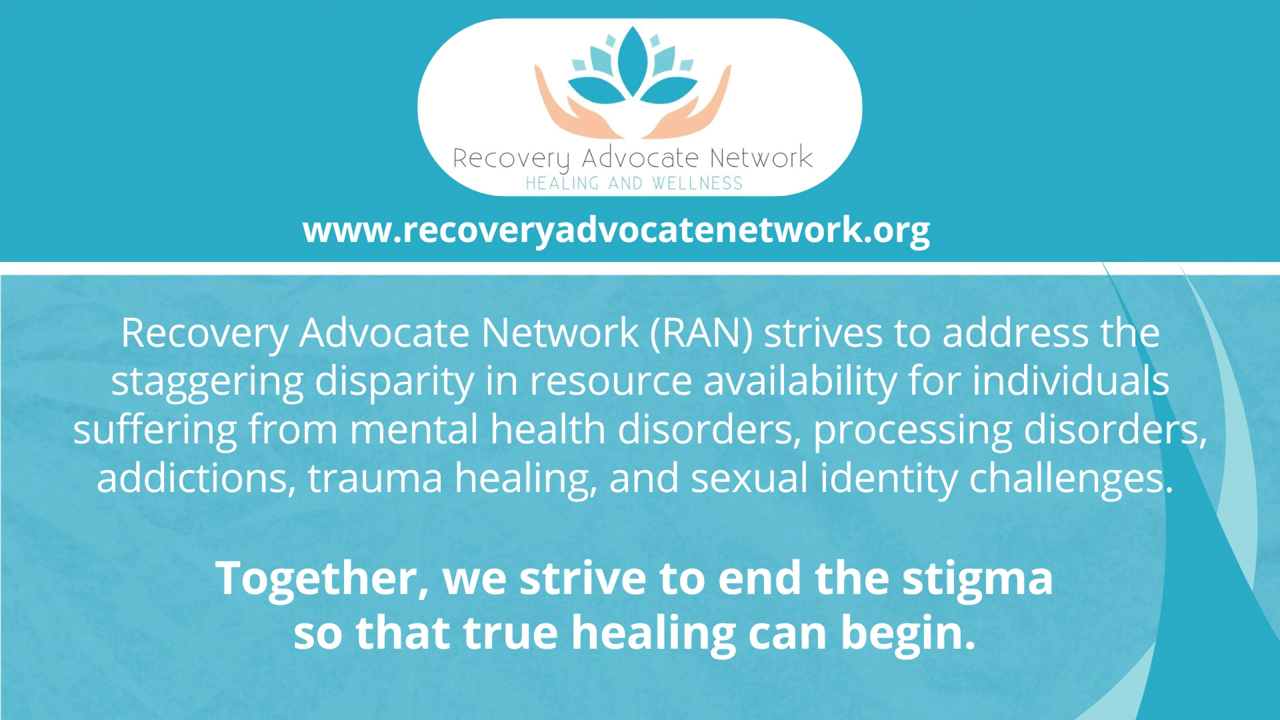 Recovery Advocate Network
HEALING AND WELLNESS
www.recoveryadvocatenetwork.org
Recovery Advocate Network (RAN) strives to address the
staggering disparity in resource availability for individuals
suffering from mental health disorders, processing disorders,
addictions, trauma healing, and sexual identity challenges.
Together, we strive to end the stigma
so that true healing can begin.